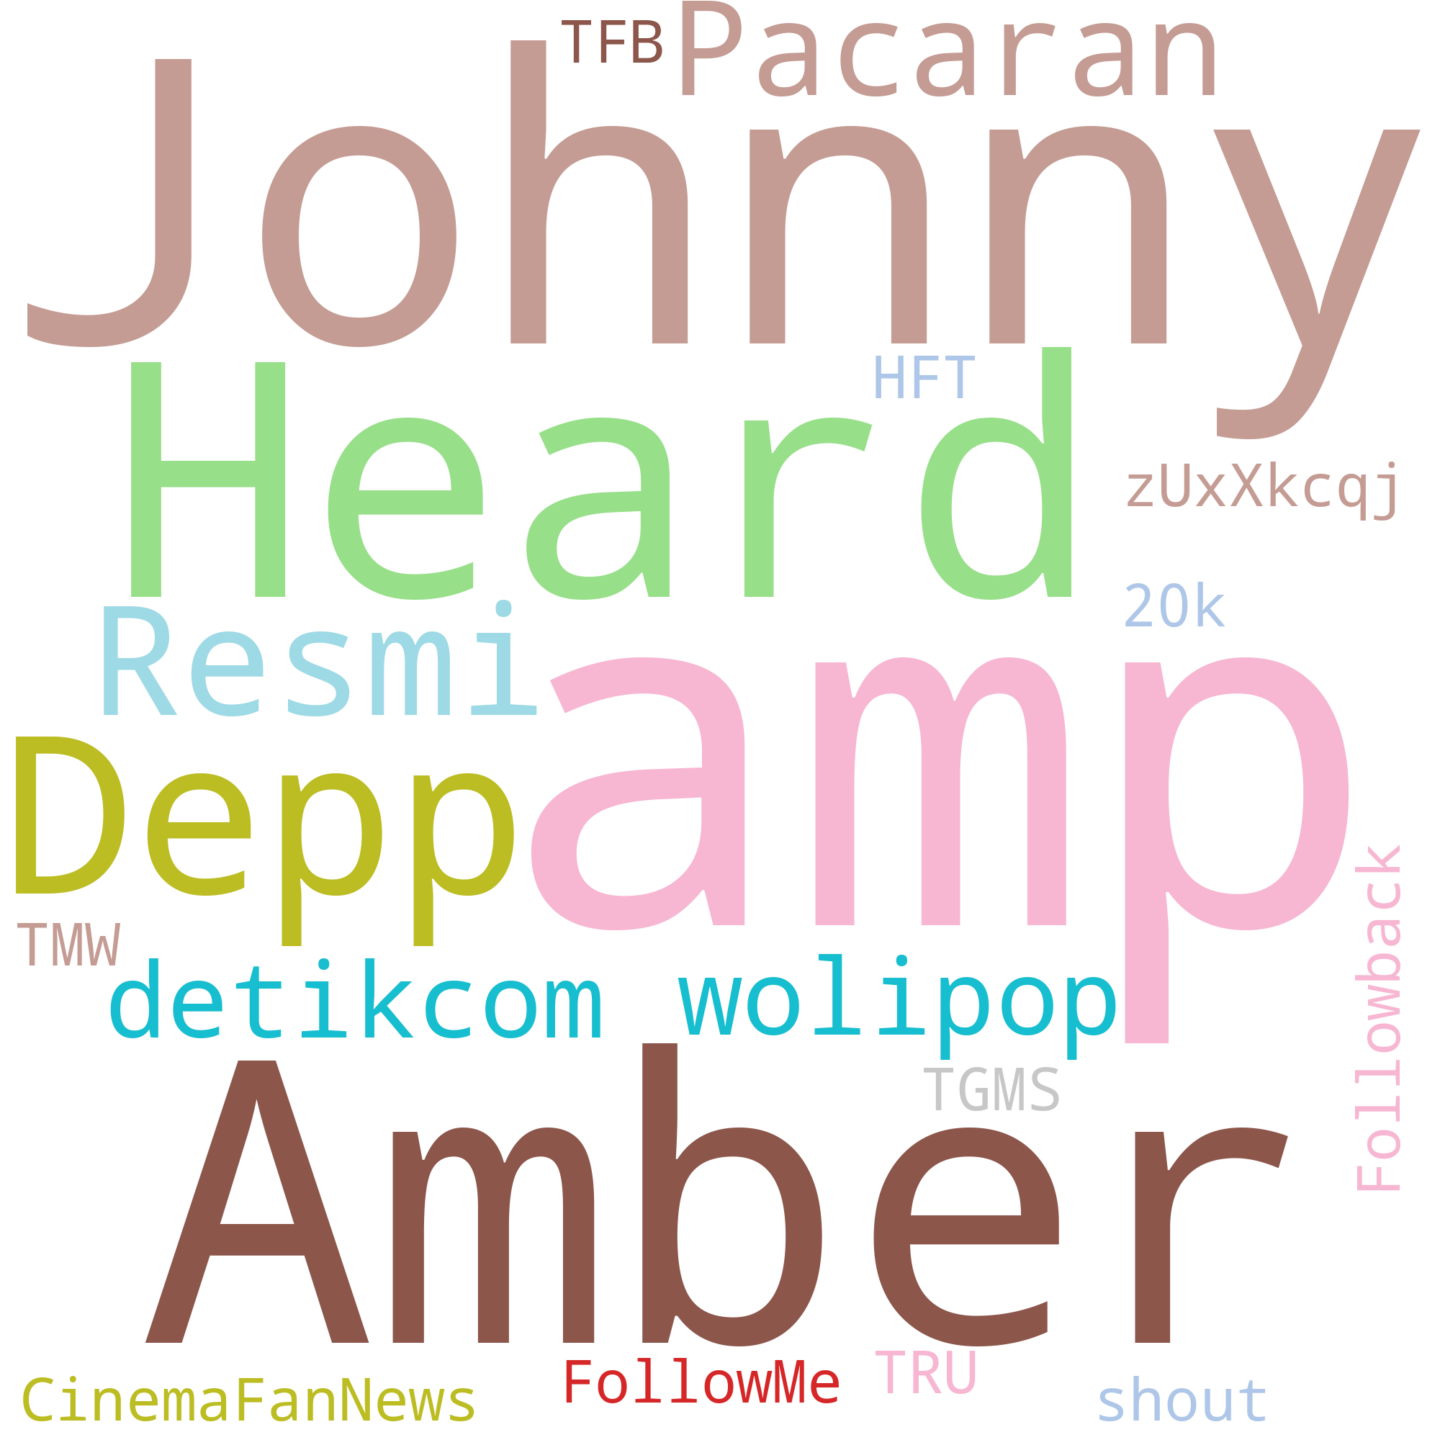 TFB Pacaran
Johnny
Heard
HFT
zUxXkcqj
20k
Resmi
amp
Depp
TMW
detikcom wolipop
Followback
TGMS
Amber
CinemaFanNews FollowMe TRU shout